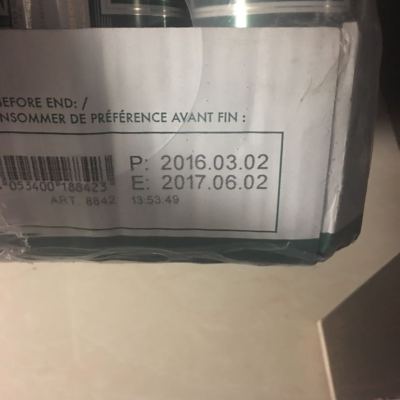 BEFORE END: /
NSOMMER DE PRÉFÉRENCE AVANT FIN :
P: 2016.03.02
053400 188423
E: 2017.06.02
ART. 8842 13:53:49